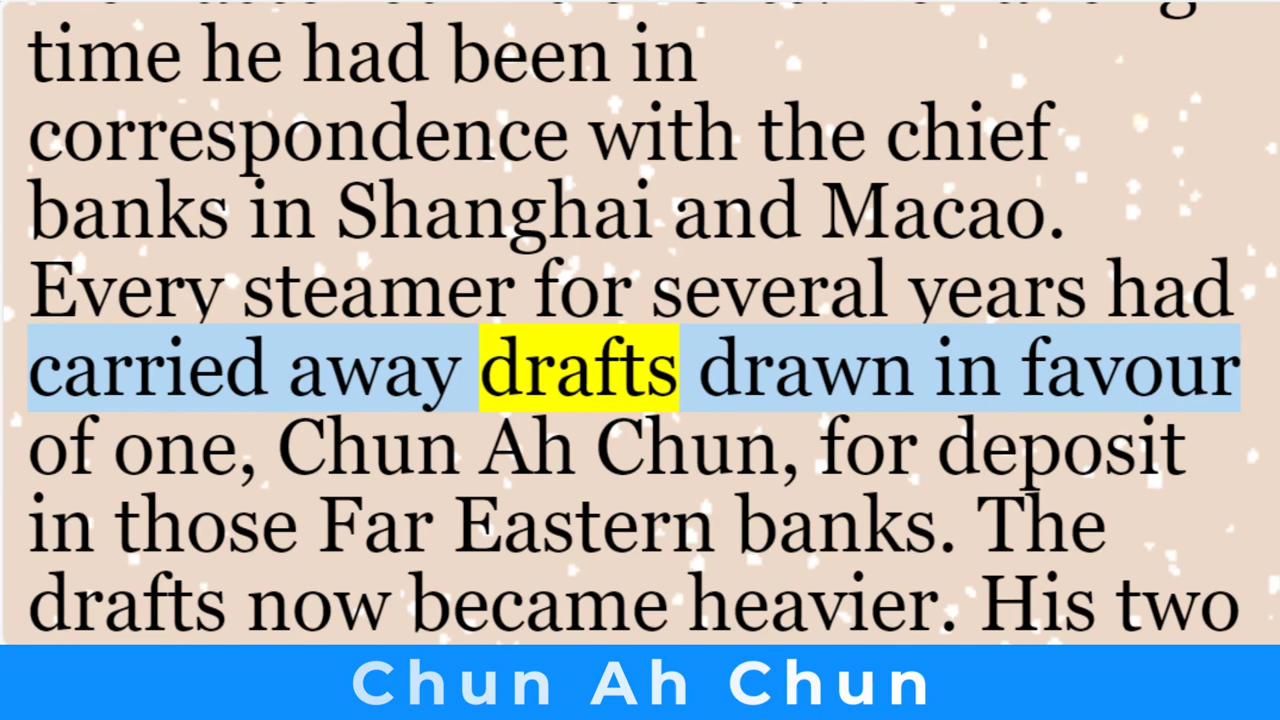 time he had been in
correspondence with the chief
banks in Shanghai and Macao.
Every steamer for several years had
carried away drafts drawn in favour
of one, Chun Ah Chun, for deposit
in those Far Eastern banks. The
drafts now became heavier. His two
Chun Ah Chun